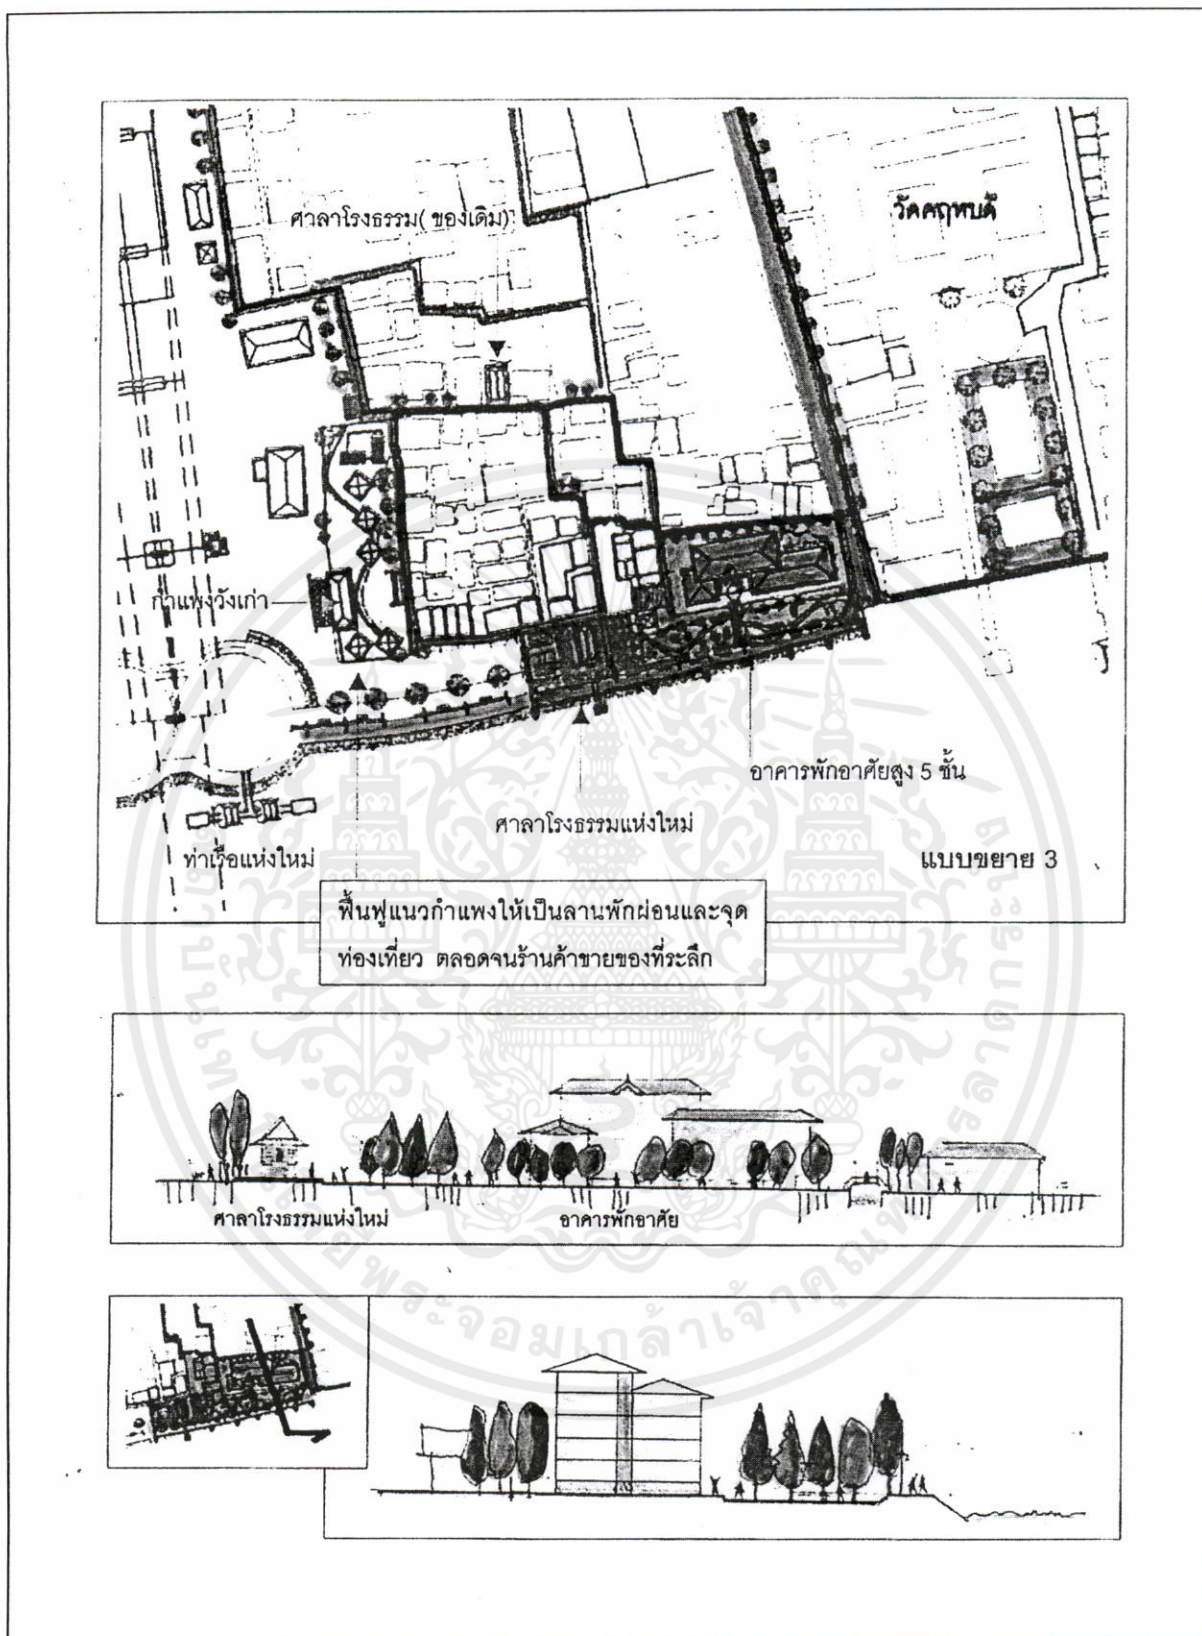 ศาลาโรงธรรม( ของเดิม)
วัดคฤหบดี
กำแพงวังเก่า
อาคารพักอาศัยสูง 5 ชั้น
ศาลาโรงธรรมแห่งใหม่
ท่าเรือแห่งใหม่
แบบขยาย 3
ฟื้นฟูแนวกำแพงให้เป็นลานพักผ่อนและจุด
ท่องเที่ยว ตลอดจนร้านค้าขายของที่ระลึก
ศาลาโรงธรรมแห่งใหม่
อาคารพักอาศัย